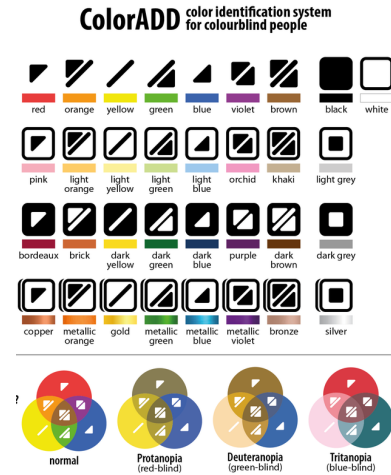 ColorADD color identification system
for colourblind people
red orange yellow green blue violet brown black white
pink light orange light yellow light green light blue orchid khaki light grey
bordeaux brick dark yellow dark green dark blue purple dark brown dark grey
copper metallic orange gold metallic green metallic blue metallic violet bronze silver
?
normal Protanopia Deuteranopia Tritanopia
(red-blind) (green-blind) (blue-blind)